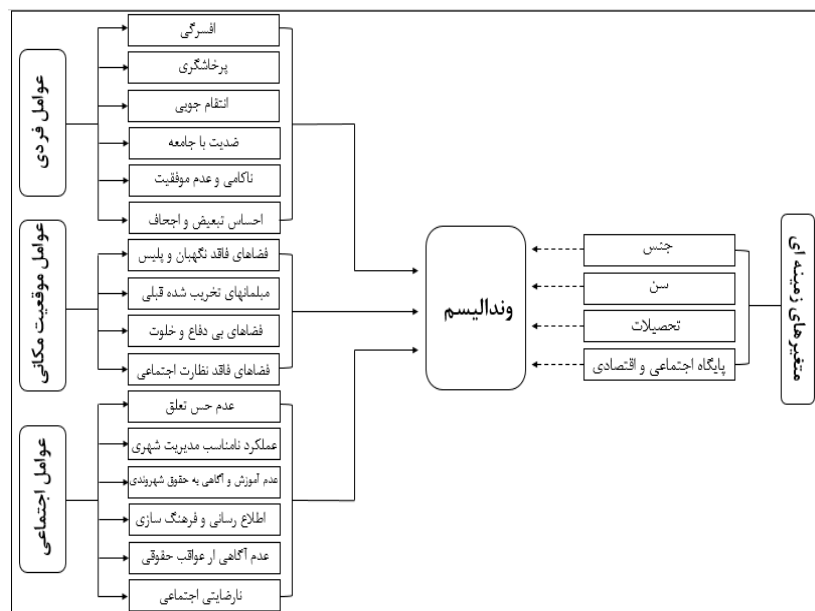 عوامل فردی
افسرگی
پرخاشگری
انتقام جویی
ضدیت با جامعه
ناکامی و عدم موفقیت
احساس تبعیض و اجحاف
عوامل موقعیت مکانی
فضاهای فاقد نگهبان و پلیس
مبلمانهای تخریب شده قبلی
فضاهای بی دفاع و خلوت
فضاهای فاقد نظارت اجتماعی
عوامل اجتماعی
عدم حس تعلق
عملکرد نامناسب مدیریت شهری
عدم آموزش و آگاهی به حقوق شهروندی
اطلاع رسانی و فرهنگ سازی
عدم آگاهی ار عواقب حقوقی
نارضایتی اجتماعی
وندالیسم
متغیرهای زمینه ای
جنس
سن
تحصیلات
پایگاه اجتماعی و اقتصادی